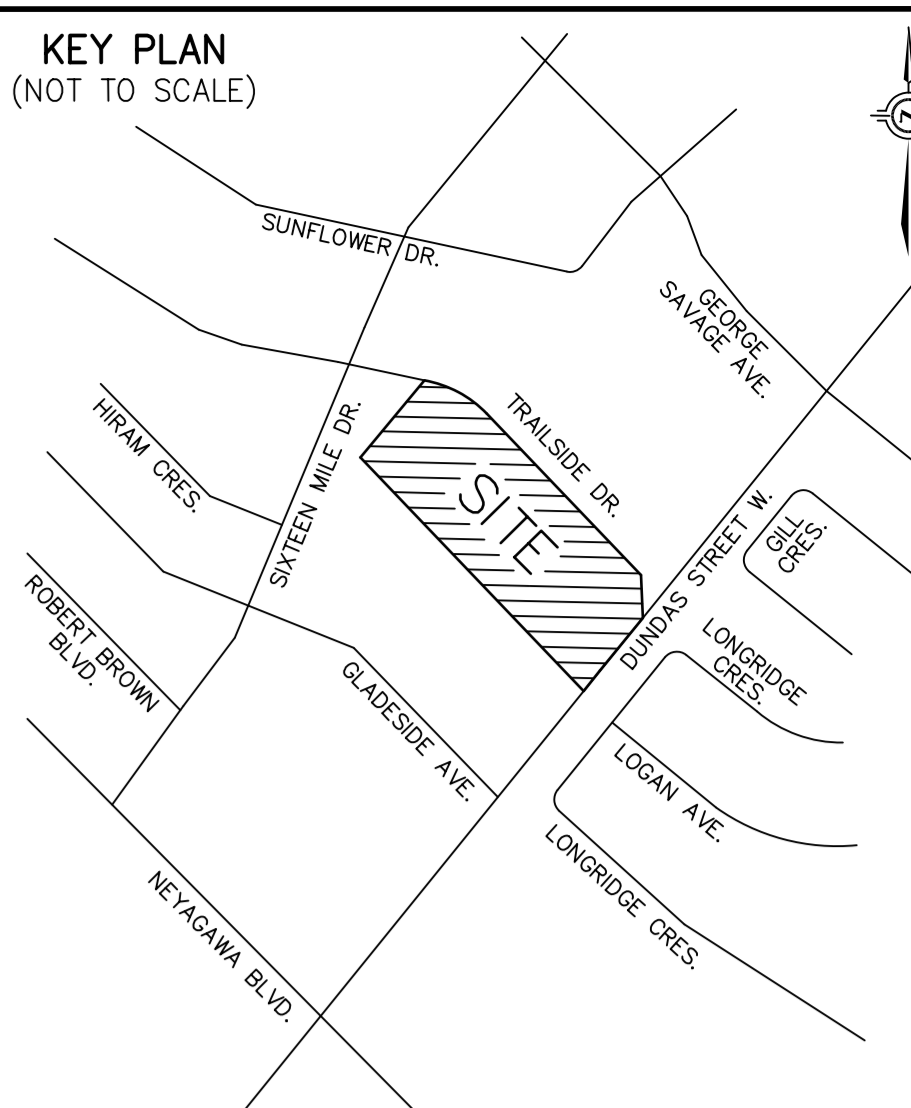 KEY PLAN
(NOT TO SCALE)
SUNFLOWER DR.
GEORGE
SAVAGE AVE.
TRAILSIDE DR.
HIRAM CRES.
SIXTEEN MILE DR.
SITE
DUNDAS STREET W.
GILL
CRES.
ROBERT BROWN
BLVD.
GLADESIDE AVE.
LONGRIDGE
CRES.
LOGAN AVE.
LONGRIDGE CRES.
NEYAGAWA BLVD.